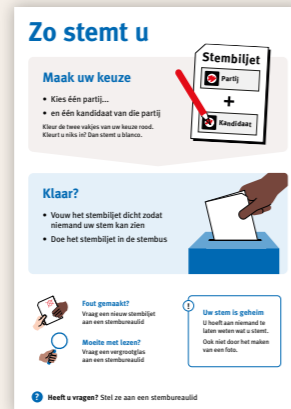 Zo stemt u
Maak uw keuze
• Kies één partij...
• en één kandidaat van die partij
Kleur de twee vakjes van uw keuze rood.
Kleurt u niks in? Dan stemt u blanco.
Stembiljet
Partij
+
Kandidaat
Klaar?
• Vouw het stembiljet dicht zodat
niemand uw stem kan zien
• Doe het stembiljet in de stembus
Fout gemaakt?
Vraag een nieuw stembiljet
aan een stembureaulid
Moeite met lezen?
Vraag een vergrootglas
aan een stembureaulid
!
Uw stem is geheim
U hoeft aan niemand te
laten weten wat u stemt.
Ook niet door het maken
van een foto.
? Heeft u vragen? Stel ze aan een stembureaulid